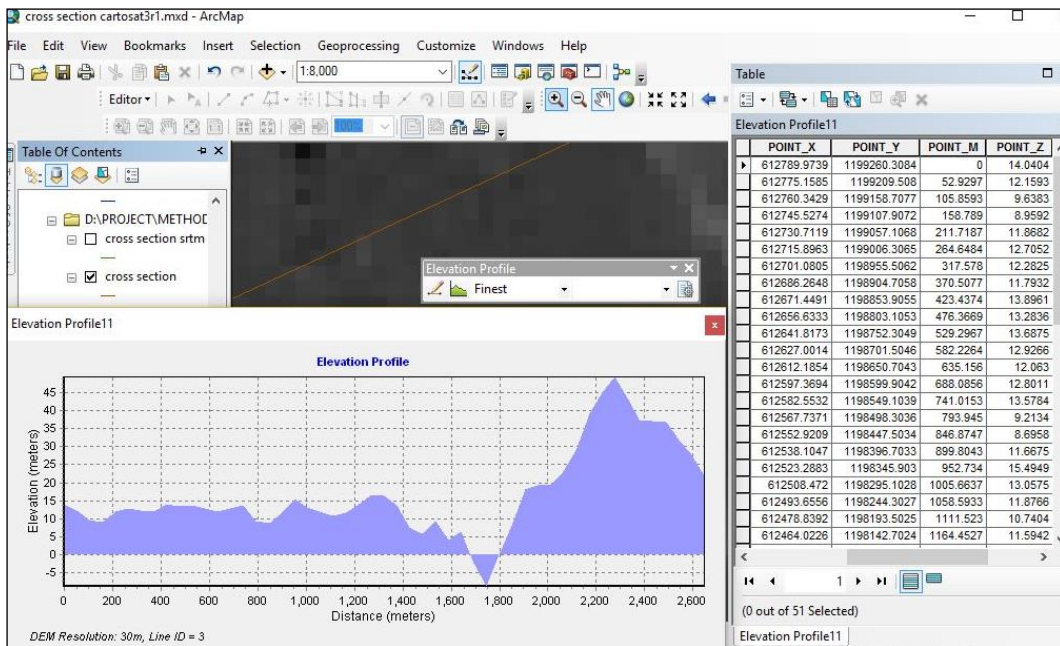 cross section cartosat3r1.mxd - ArcMap
File Edit View Bookmarks Insert Selection Geoprocessing Customize Windows Help
1:8,000
Editor
100%
Table Of Contents
D:\PROJECT\METHOD
cross section srtm
cross section
Elevation Profile
Finest
Elevation Profile11
Elevation Profile
Elevation (meters)
45
40
35
30
25
20
15
10
5
0
-5
0 200 400 600 800 1,000 1,200 1,400 1,600 1,800 2,000 2,200 2,400 2,600
Distance (meters)
DEM Resolution: 30m, Line ID = 3
Table
Elevation Profile11
POINT_X POINT_Y POINT_M POINT_Z
612789.9739 1199260.3084 0 14.0404
612775.1585 1199209.508 52.9297 12.1593
612760.3429 1199158.7077 105.8593 9.6383
612745.5274 1199107.9072 158.789 8.9592
612730.7119 1199057.1068 211.7187 11.8682
612715.8963 1199006.3065 264.6484 12.7052
612701.0805 1198955.5062 317.578 12.2825
612686.2648 1198904.7058 370.5077 11.7932
612671.4491 1198853.9055 423.4374 13.8961
612656.6333 1198803.1053 476.3669 13.2836
612641.8173 1198752.3049 529.2967 13.6875
612627.0014 1198701.5046 582.2264 12.9266
612612.1854 1198650.7043 635.156 12.063
612597.3694 1198599.9042 688.0856 12.8011
612582.5532 1198549.1039 741.0153 13.5784
612567.7371 1198498.3036 793.945 9.2134
612552.9209 1198447.5034 846.8747 8.6958
612538.1047 1198396.7033 899.8043 11.6675
612523.2883 1198345.903 952.734 15.4949
612508.472 1198295.1028 1005.6637 13.0575
612493.6556 1198244.3027 1058.5933 11.8766
612478.8392 1198193.5025 1111.523 10.7404
612464.0226 1198142.7024 1164.4527 11.5942
1
(0 out of 51 Selected)
Elevation Profile11